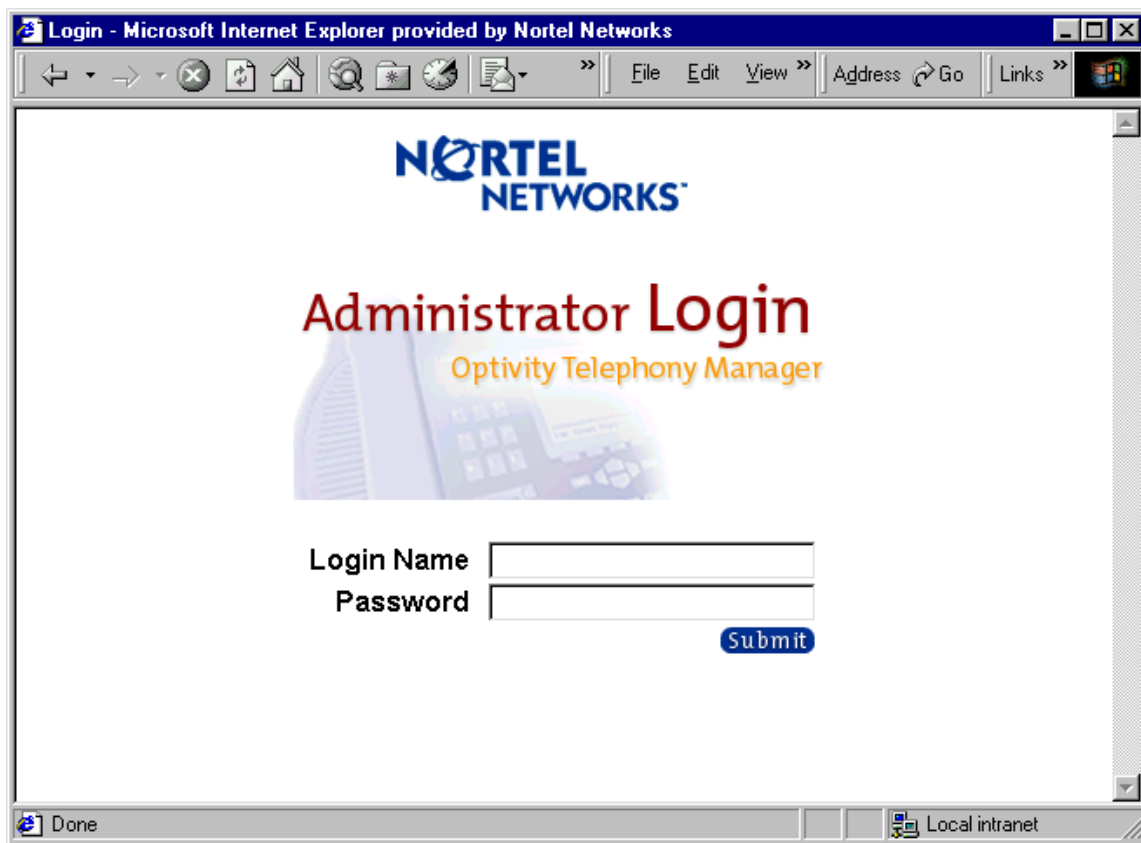 Login - Microsoft Internet Explorer provided by Nortel Networks
» File Edit View » Address Go Links »
NORTEL
NETWORKS™
Administrator Login
Optivity Telephony Manager
Login Name
Password
Submit
Done Local intranet